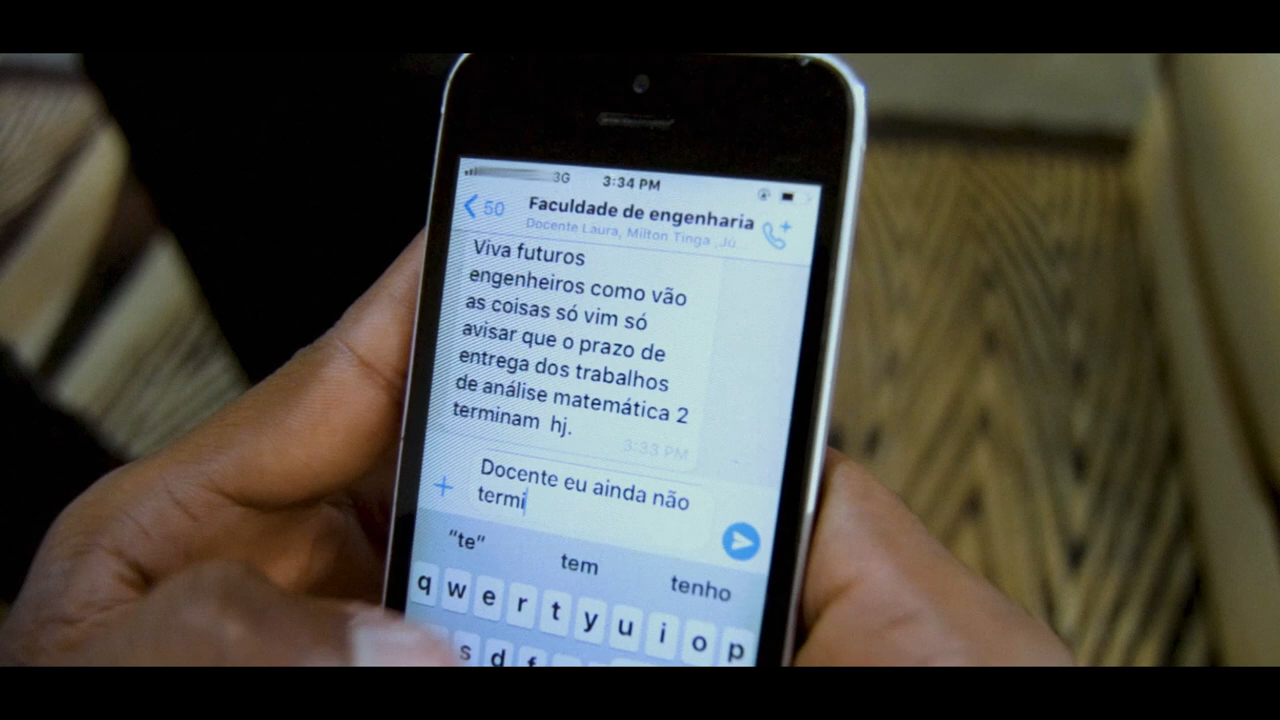 3G 3:34 PM
50 Faculdade de engenharia
Docente Laura, Milton Tinga ,Jú...
Viva futuros
engenheiros como vão
as coisas só vim só
avisar que o prazo de
entrega dos trabalhos
de análise matemática 2
terminam hj.
3:33 PM
Docente eu ainda não
termi
"te" tem tenho
q w e r t y u i o p
s d f